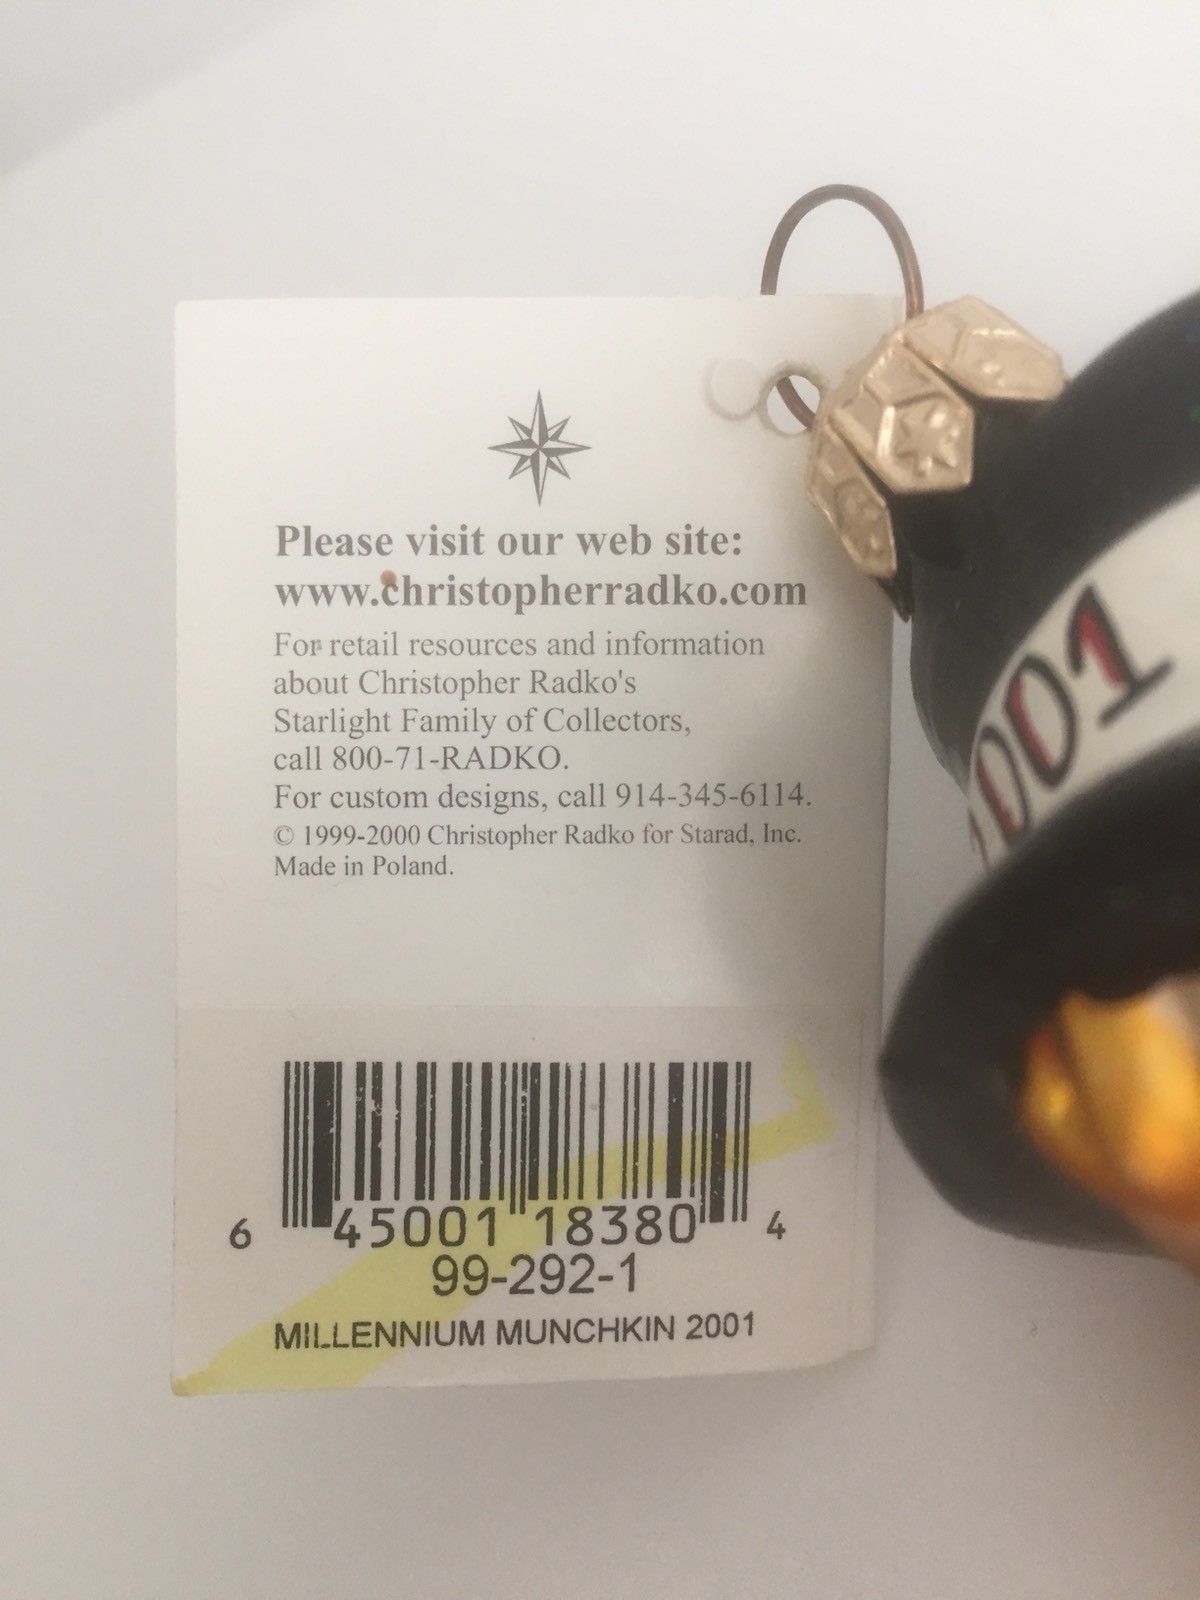 Please visit our web site:
www.christopherradko.com
For retail resources and information
about Christopher Radko's
Starlight Family of Collectors,
call 800-71-RADKO.
For custom designs, call 914-345-6114.
© 1999-2000 Christopher Radko for Starad, Inc.
Made in Poland.
6 45001 18380 4
99-292-1
MILLENNIUM MUNCHKIN 2001
001